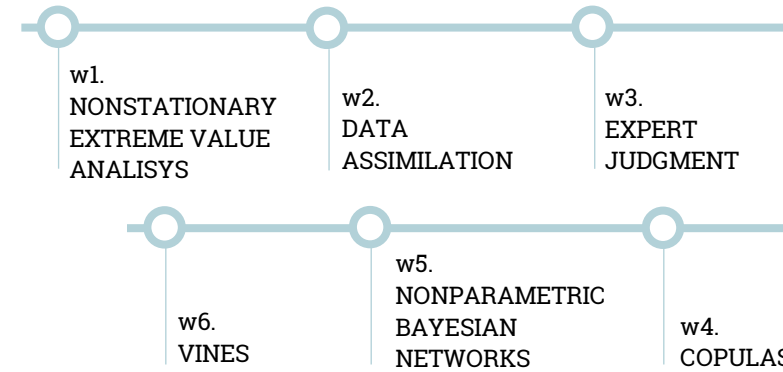 w1.
NONSTATIONARY
EXTREME VALUE
ANALISYS
w2.
DATA
ASSIMILATION
w3.
EXPERT
JUDGMENT
w6.
VINES
w5.
NONPARAMETRIC
BAYESIAN
NETWORKS
w4.
COPULAS